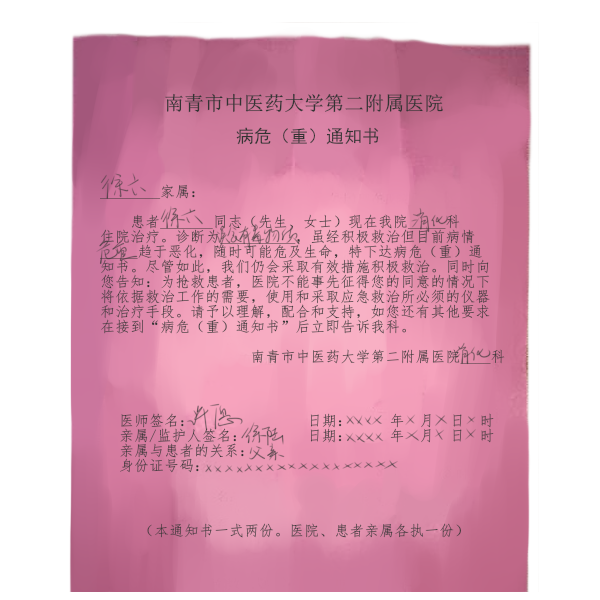 南青市中医药大学第二附属医院
病危（重）通知书
徐六 家属：
患者 徐六 同志（先生，女士）现在我院 消化科
住院治疗。诊断为 ，虽经积极救治但目前病情
危重 趋于恶化，随时可能危及生命，特下达病危（重）通
知书。尽管如此，我们仍会采取有效措施积极救治。同时向
您告知：为抢救患者，医院不能事先征得您的同意的情况下
将依据救治工作的需要，使用和采取应急救治所必须的仪器
和治疗手段。请予以理解，配合和支持，如您还有其他要求
在接到“病危（重）通知书”后立即告诉我科。
南青市中医药大学第二附属医院 消化 科
医师签名： 日期：×××× 年×月×日×时
亲属/监护人签名：徐陆 日期：×××× 年×月×日×时
亲属与患者的关系：父亲
身份证号码：××××××××××××××××××
（本通知书一式两份。医院、患者亲属各执一份）